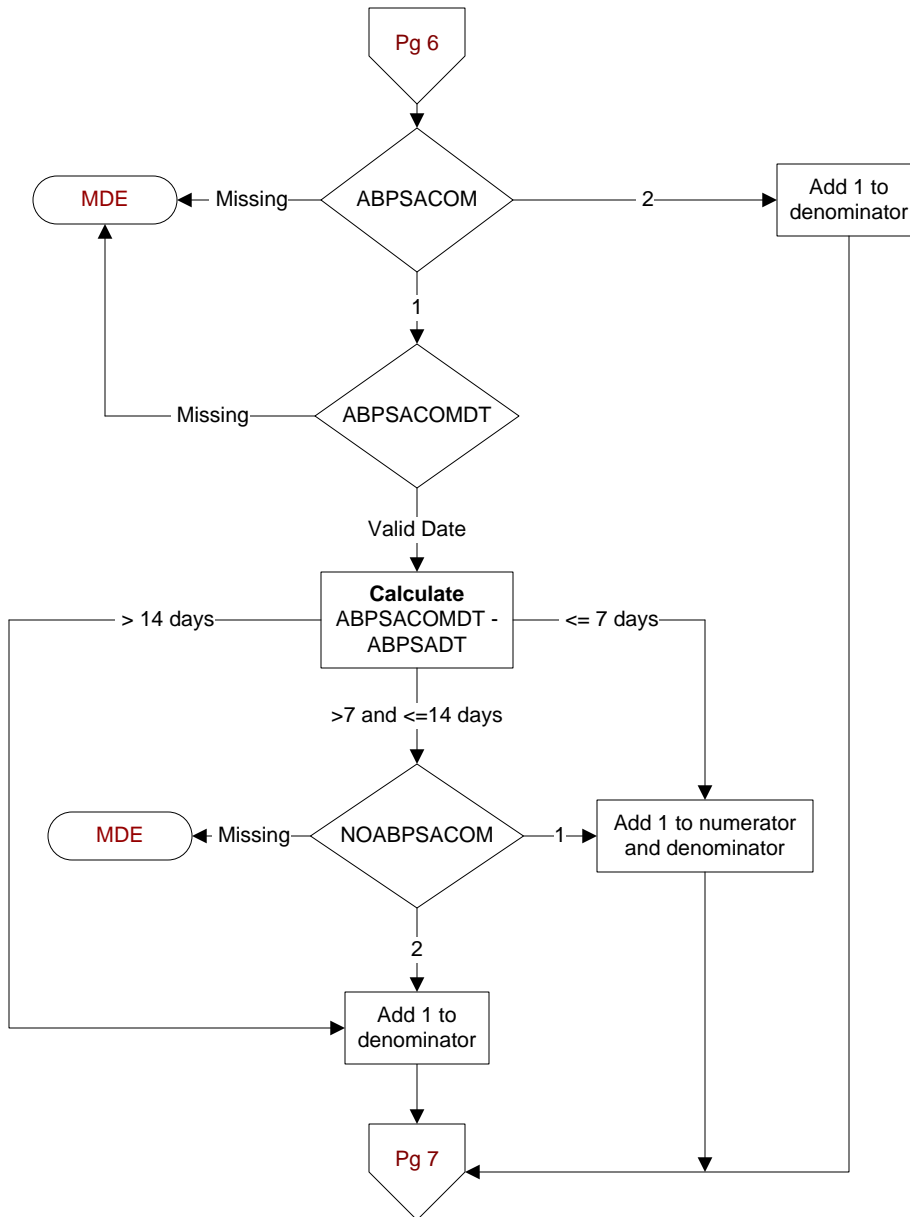 Pg 6
MDE
Missing
ABPSACOM
2
Add 1 to
denominator
1
Missing
ABPSACOMDT
Valid Date
Calculate
ABPSACOMDT -
ABPSADT
> 14 days
<= 7 days
>7 and <=14 days
MDE
Missing
NOABPSACOM
1
Add 1 to numerator
and denominator
2
Add 1 to
denominator
Pg 7